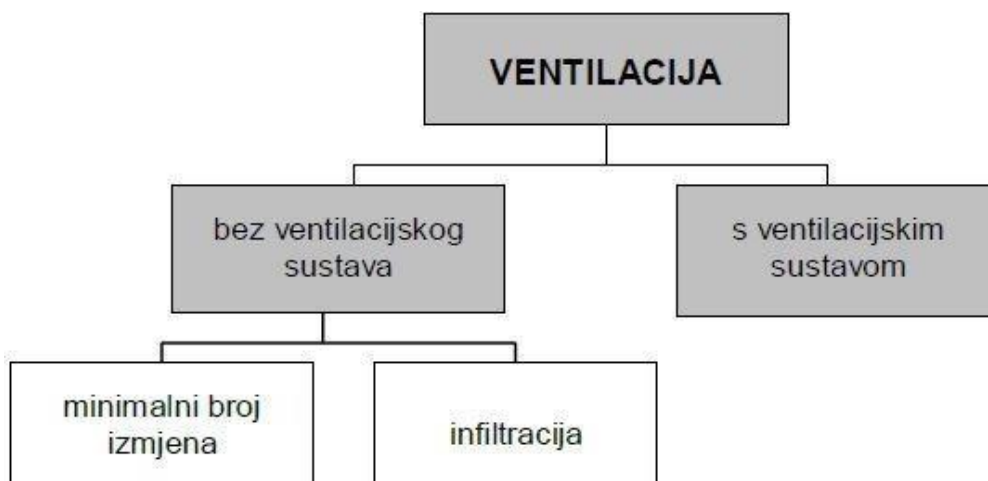 VENTILACIJA
bez ventilacijskog
sustava
s ventilacijskim
sustavom
minimalni broj
izmjena
infiltracija